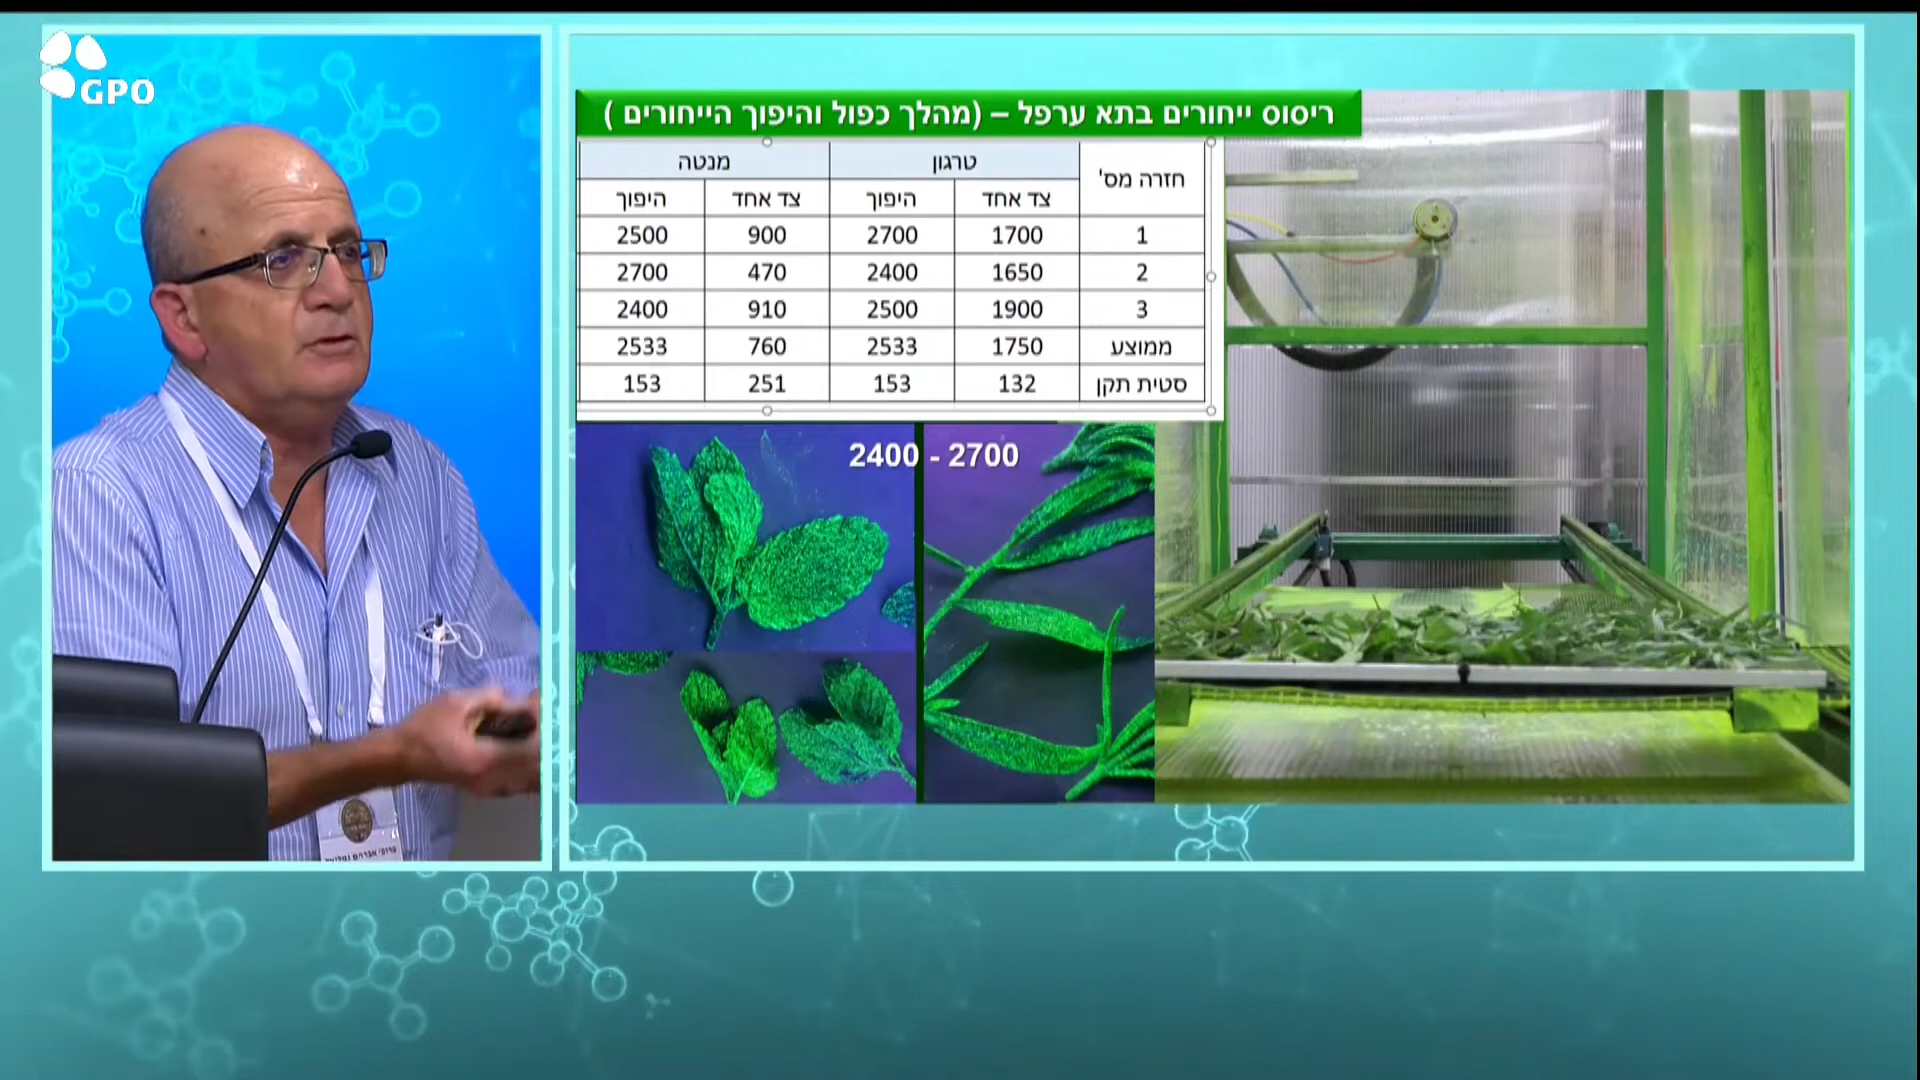 GPO
ריסוס ייחורים בתא ערפל – (מהלך כפול והיפוך הייחורים )
חזרה מס' טרגון מנטה
צד אחד היפוך צד אחד היפוך
1 1700 2700 900 2500
2 1650 2400 470 2700
3 1900 2500 910 2400
ממוצע 1750 2533 760 2533
סטית תקן 132 153 251 153
2400 - 2700
פרופ' אברהם